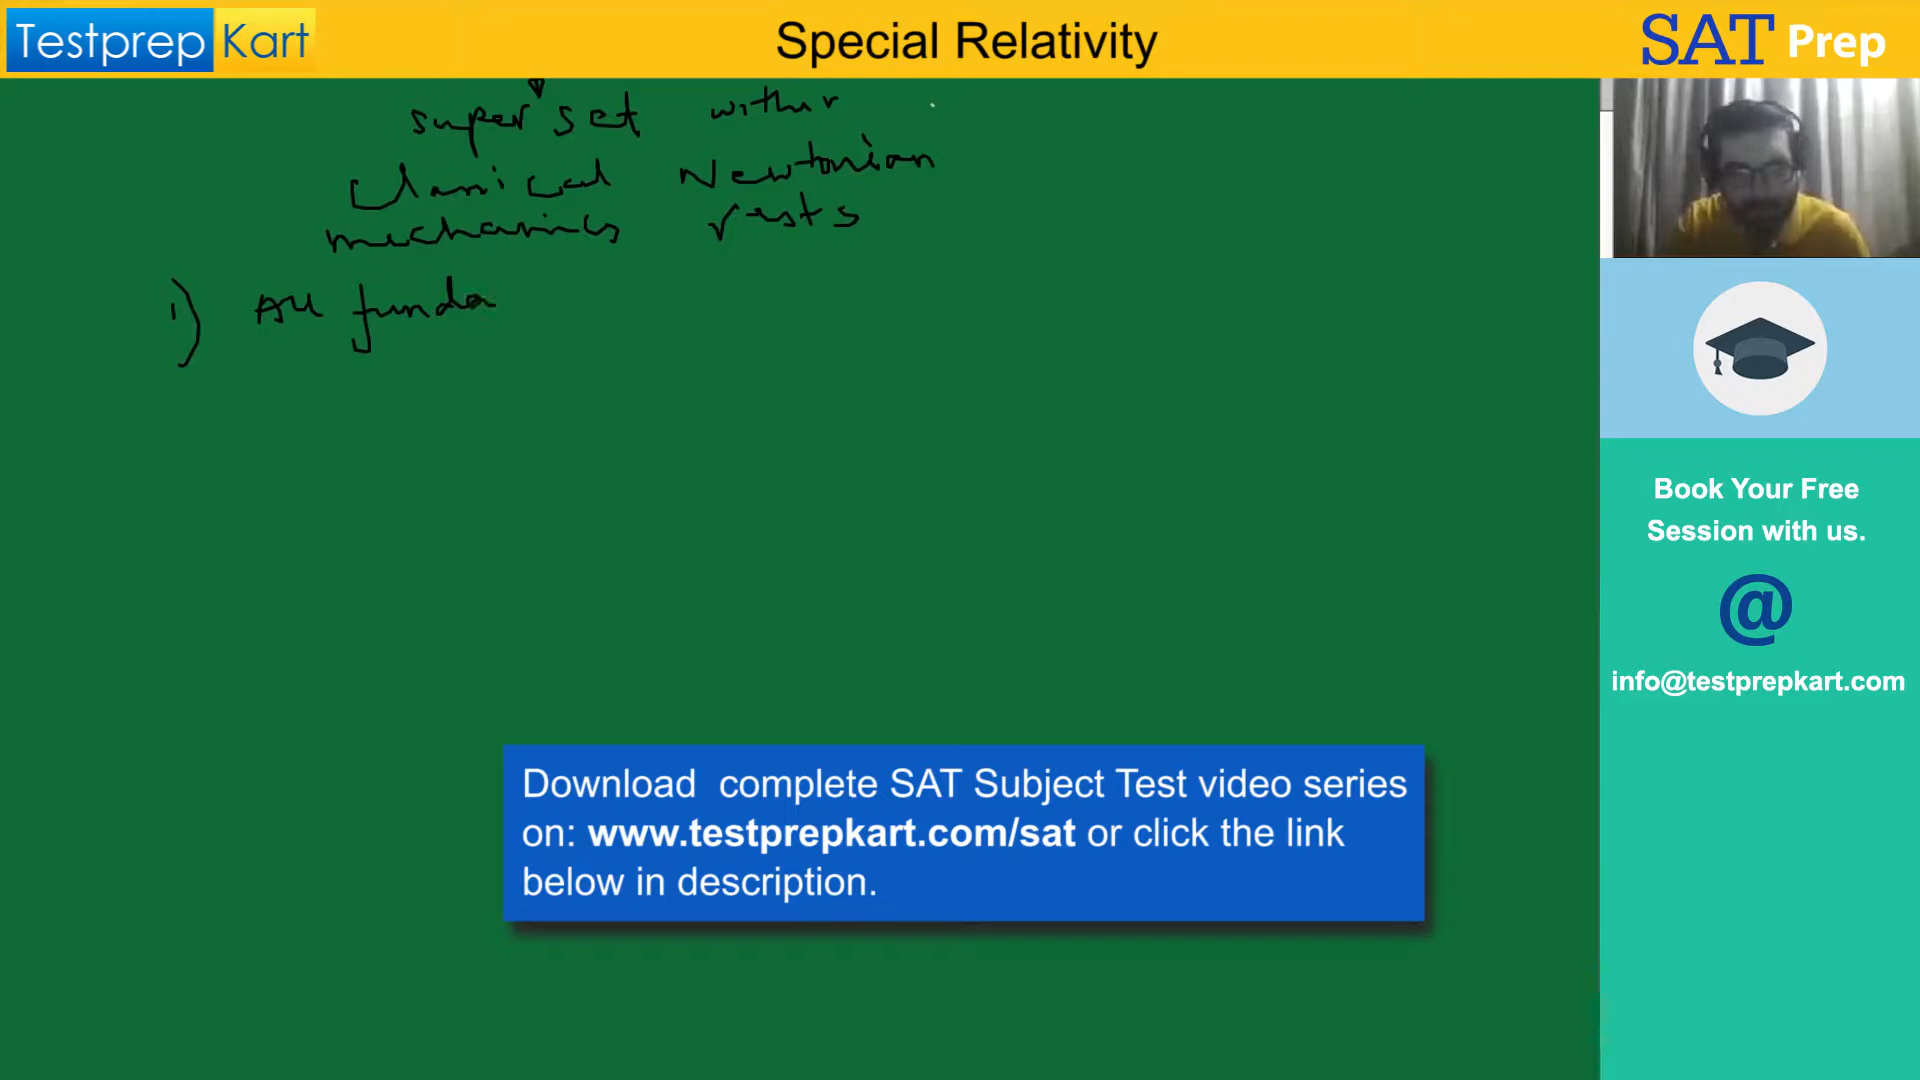 Testprep Kart
Special Relativity
SAT Prep
super set
Newtonian
mechanics rests
1) All funda
Book Your Free
Session with us.
@
info@testprepkart.com
Download complete SAT Subject Test video series
on: www.testprepkart.com/sat or click the link
below in description.